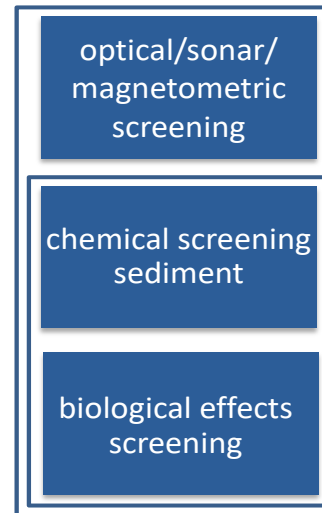 optical/sonar/
magnetometric
screening
chemical screening
sediment
biological effects
screening